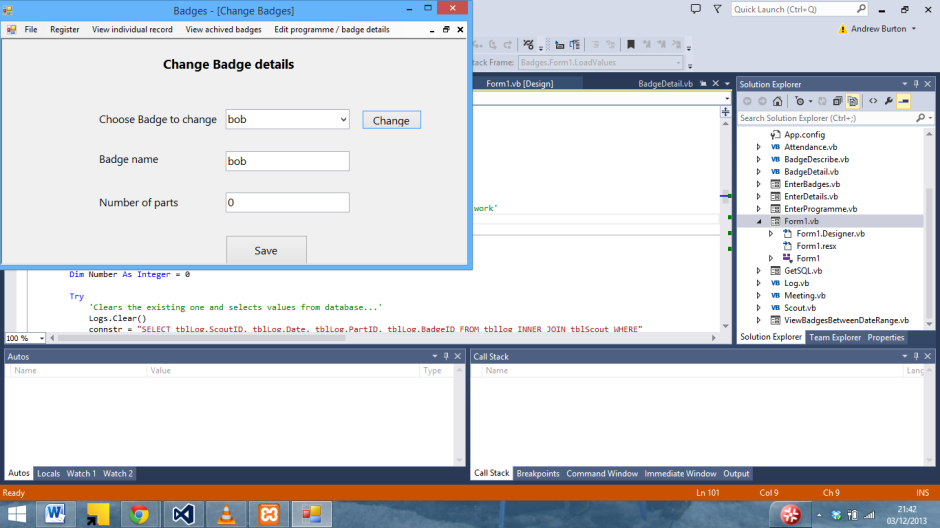 Badges - [Change Badges]
File Register View individual record View achived badges Edit programme / badge details
Change Badge details
Choose Badge to change bob Change
Badge name bob
Number of parts 0
Save
Quick Launch (Ctrl+Q)
Andrew Burton
tack Frame: Badges.Form1.LoadValues
Form1.vb [Design] BadgeDetail.vb
work'
Dim Number As Integer = 0
Try
'Clears the existing one and selects values from database...'
Logs.Clear()
connstr = "SELECT tblLog.ScoutID, tblLog.Date, tblLog.PartID, tblLog.BadgeID FROM tbllog INNER JOIN tblScout WHERE"
100 %
Solution Explorer
Search Solution Explorer (Ctrl+;)
App.config
Attendance.vb
BadgeDescribe.vb
BadgeDetail.vb
EnterBadges.vb
EnterDetails.vb
EnterProgramme.vb
Form1.vb
Form1.Designer.vb
Form1.resx
Form1
GetSQL.vb
Log.vb
Meeting.vb
Scout.vb
ViewBadgesBetweenDateRange.vb
Solution Explorer Team Explorer Properties
Autos
Name Value Type
Autos Locals Watch 1 Watch 2
Call Stack
Name Lang
Call Stack Breakpoints Command Window Immediate Window Output
Ready Ln 101 Col 9 Ch 9 INS
21:42
03/12/2013